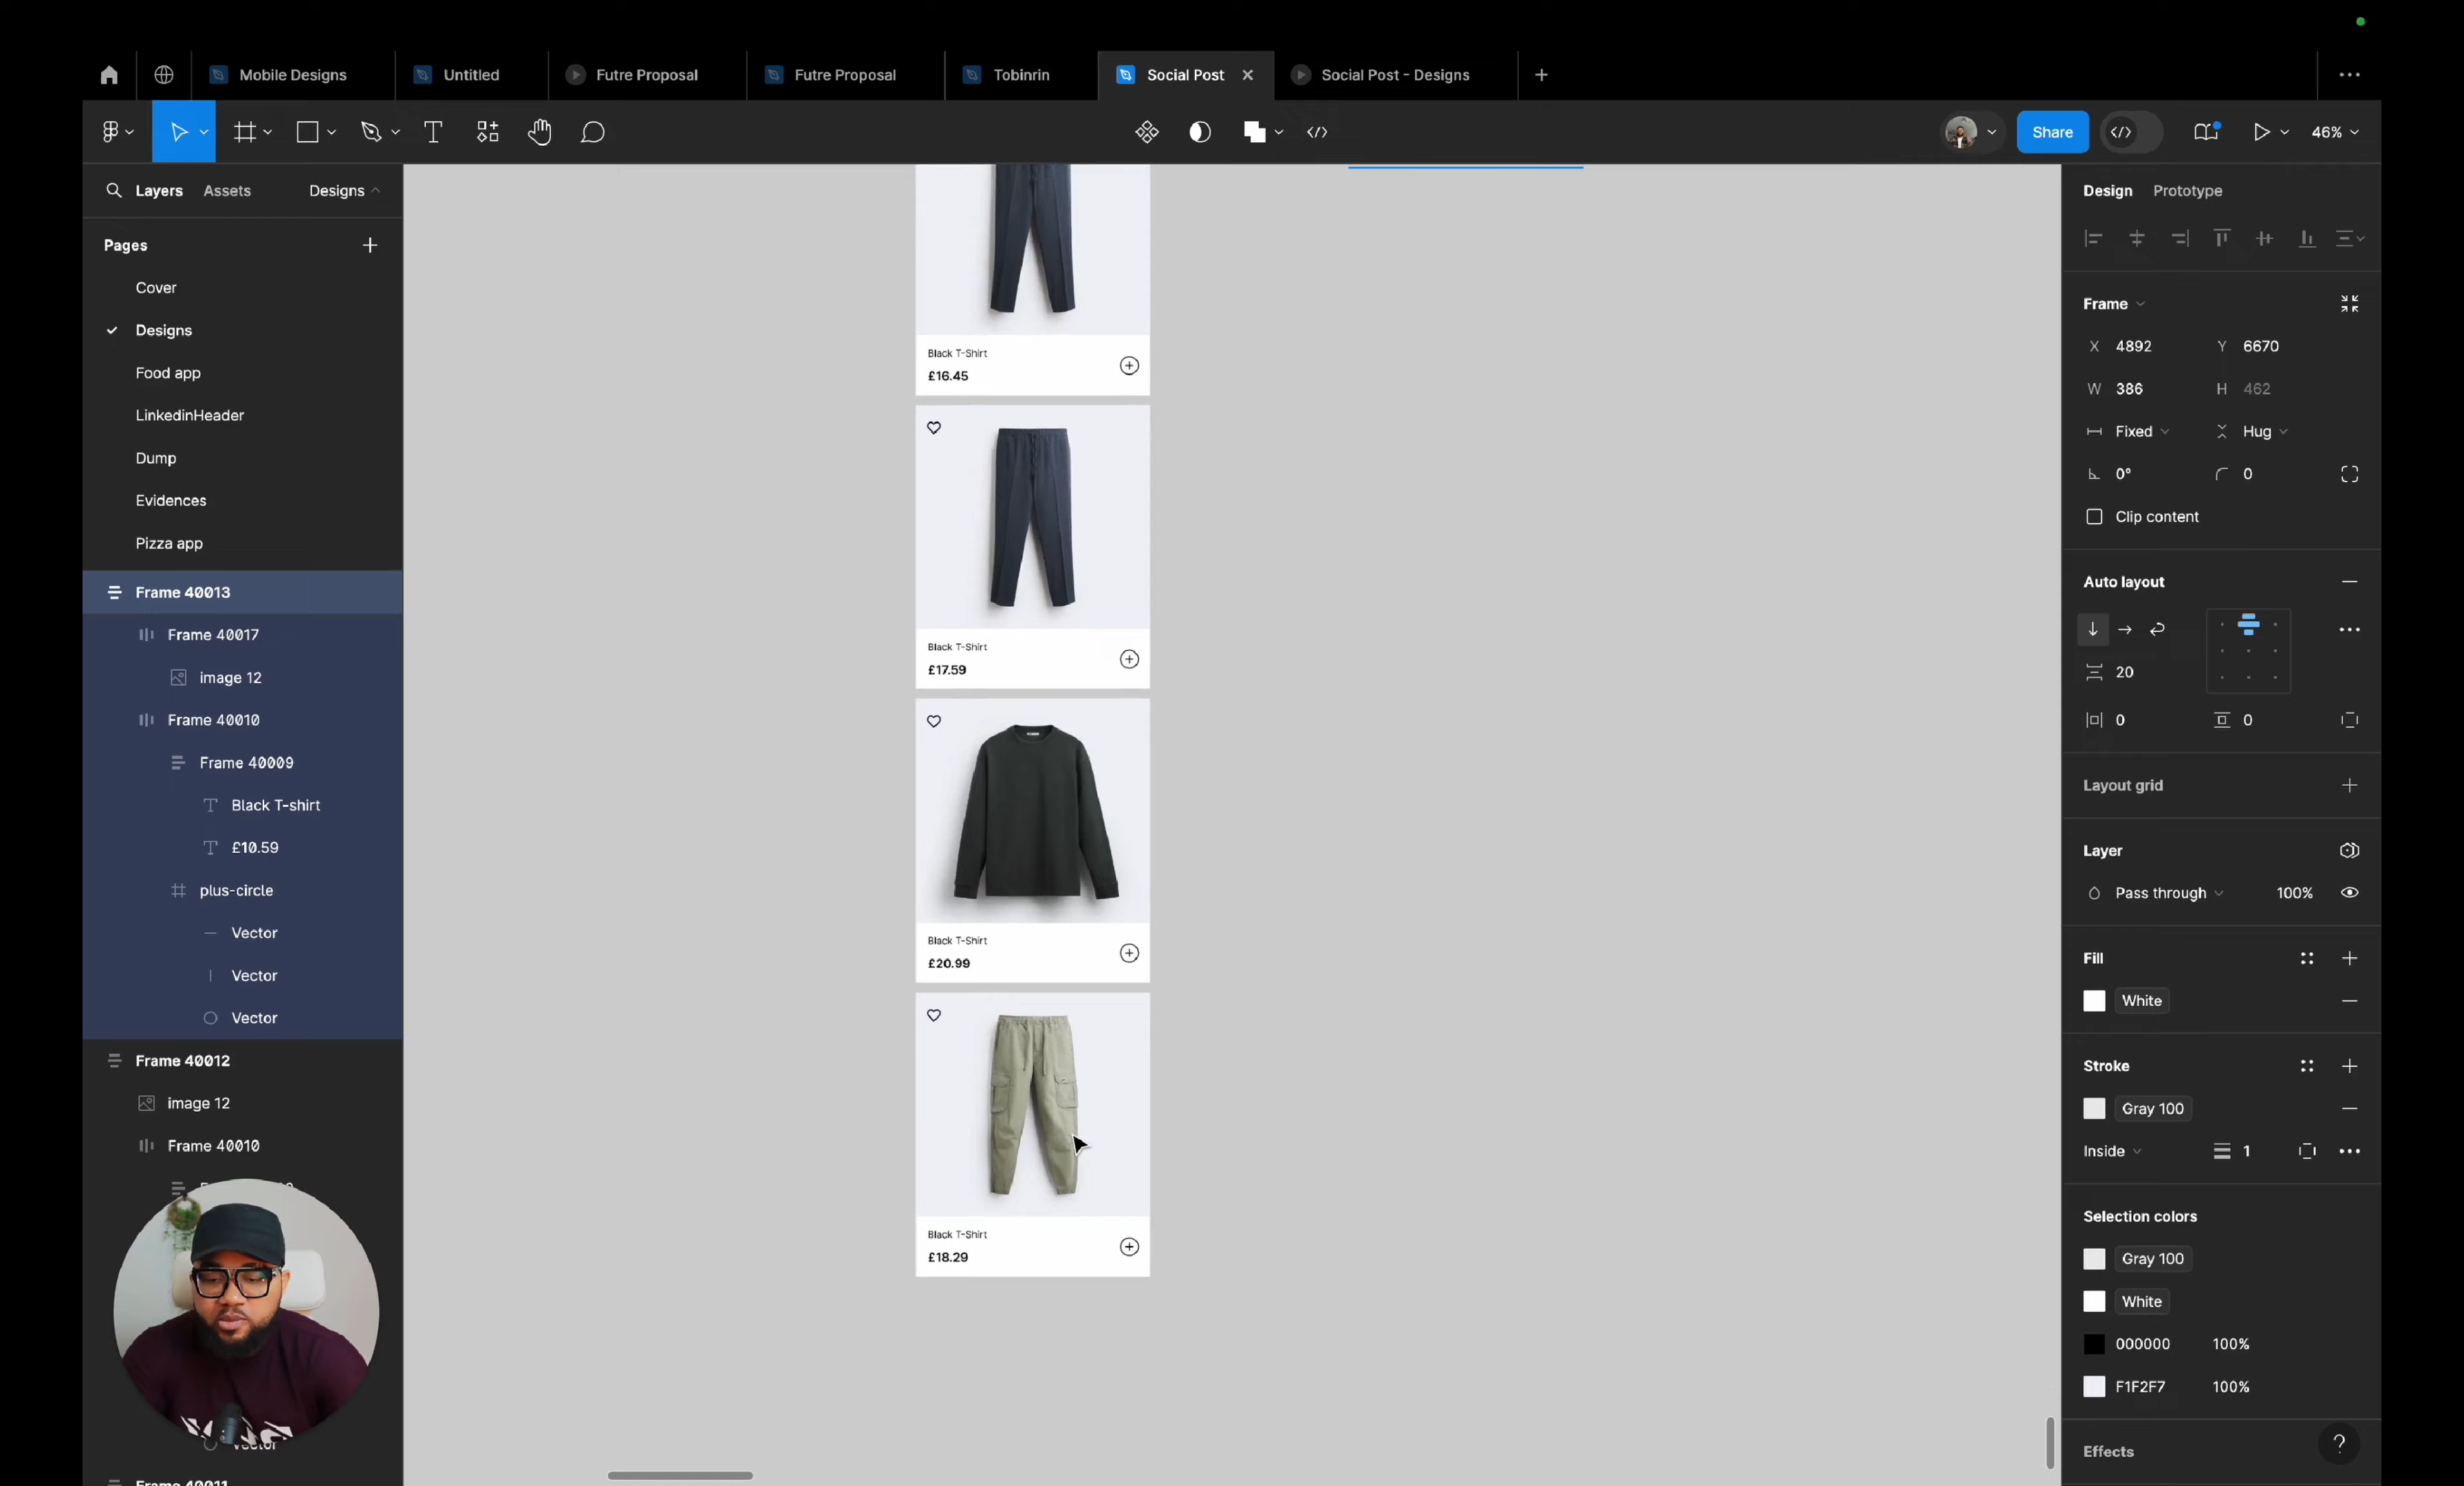 Mobile Designs
Untitled
Futre Proposal
Futre Proposal
Tobinrin
Social Post
Social Post - Designs
Share
46%
Layers
Assets
Designs
Pages
Cover
Designs
Food app
LinkedinHeader
Dump
Evidences
Pizza app
Frame 40013
Frame 40017
image 12
Frame 40010
Frame 40009
Black T-shirt
£10.59
plus-circle
Vector
Vector
Vector
Frame 40012
image 12
Frame 40010
Vector
Frame 40011
Black T-Shirt
£16.45
Black T-Shirt
£17.59
Black T-Shirt
£20.99
Black T-Shirt
£18.29
Design
Prototype
Frame
X 4892
Y 6670
W 386
H 462
Fixed
Hug
0°
0
Clip content
Auto layout
20
0
0
Layout grid
Layer
Pass through
100%
Fill
White
Stroke
Gray 100
Inside
1
Selection colors
Gray 100
White
000000 100%
F1F2F7 100%
Effects
?